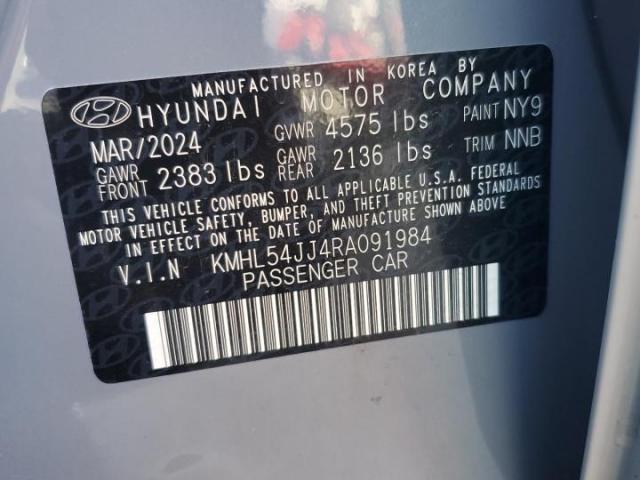 MANUFACTURED IN KOREA BY
HYUNDAI MOTOR COMPANY
MAR/2024 GVWR 4575 lbs PAINT NY9
GAWR FRONT 2383 lbs GAWR REAR 2136 lbs TRIM NNB
THIS VEHICLE CONFORMS TO ALL APPLICABLE U.S.A. FEDERAL
MOTOR VEHICLE SAFETY, BUMPER, AND THEFT PREVENTION STANDARDS
IN EFFECT ON THE DATE OF MANUFACTURE SHOWN ABOVE.
V.I.N KMHL54JJ4RA091984
PASSENGER CAR